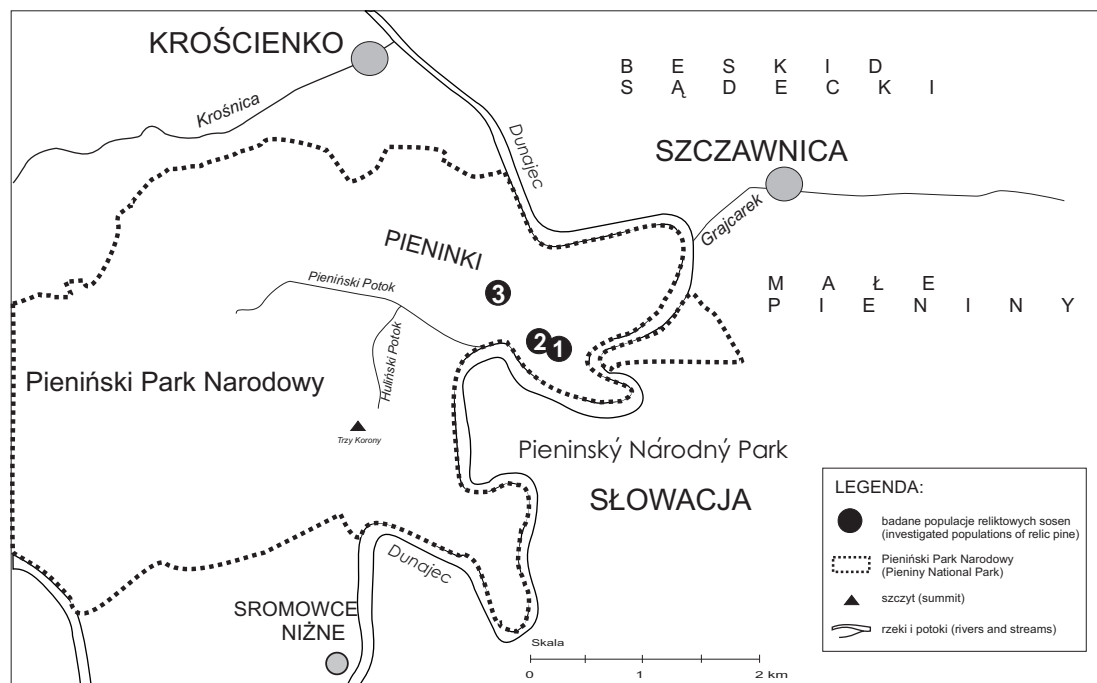 KROŚCIENKO
B E S K I D
S Ą D E C K I
Krośnica
Dunajec
SZCZAWNICA
Grajcarek
PIENINKI
Pieniński Potok
3
M A Ł E
P I E N I N Y
2
1
Huliński Potok
Pieniński Park Narodowy
Trzy Korony
Pieninský Národný Park
SŁOWACJA
Dunajec
SROMOWCE
NIŻNE
Skala
0 1 2 km
LEGENDA:
badane populacje reliktowych sosen
(investigated populations of relic pine)
Pieniński Park Narodowy
(Pieniny National Park)
szczyt (summit)
rzeki i potoki (rivers and streams)